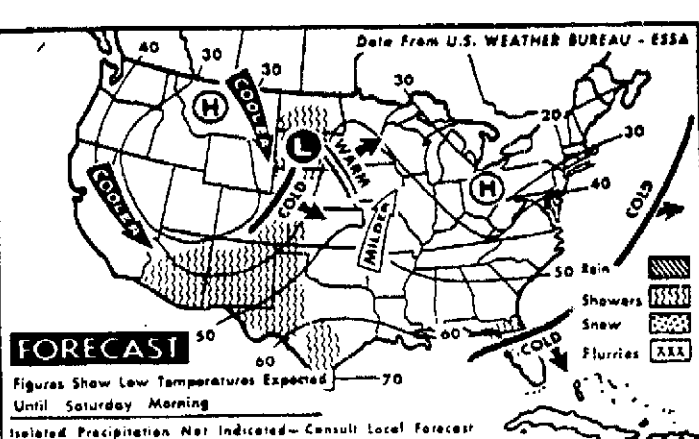 Data From U.S. WEATHER BUREAU - ESSA
40
30
30
30
COOLER
H
L
WARM
20
30
H
40
COLD
COOLER
COLD
MILDER
50
Rain
Showers
Snow
Flurries
XXX
50
60
60
COLD
70
FORECAST
Figures Show Low Temperatures Expected
Until Saturday Morning
Isolated Precipitation Not Indicated - Consult Local Forecast